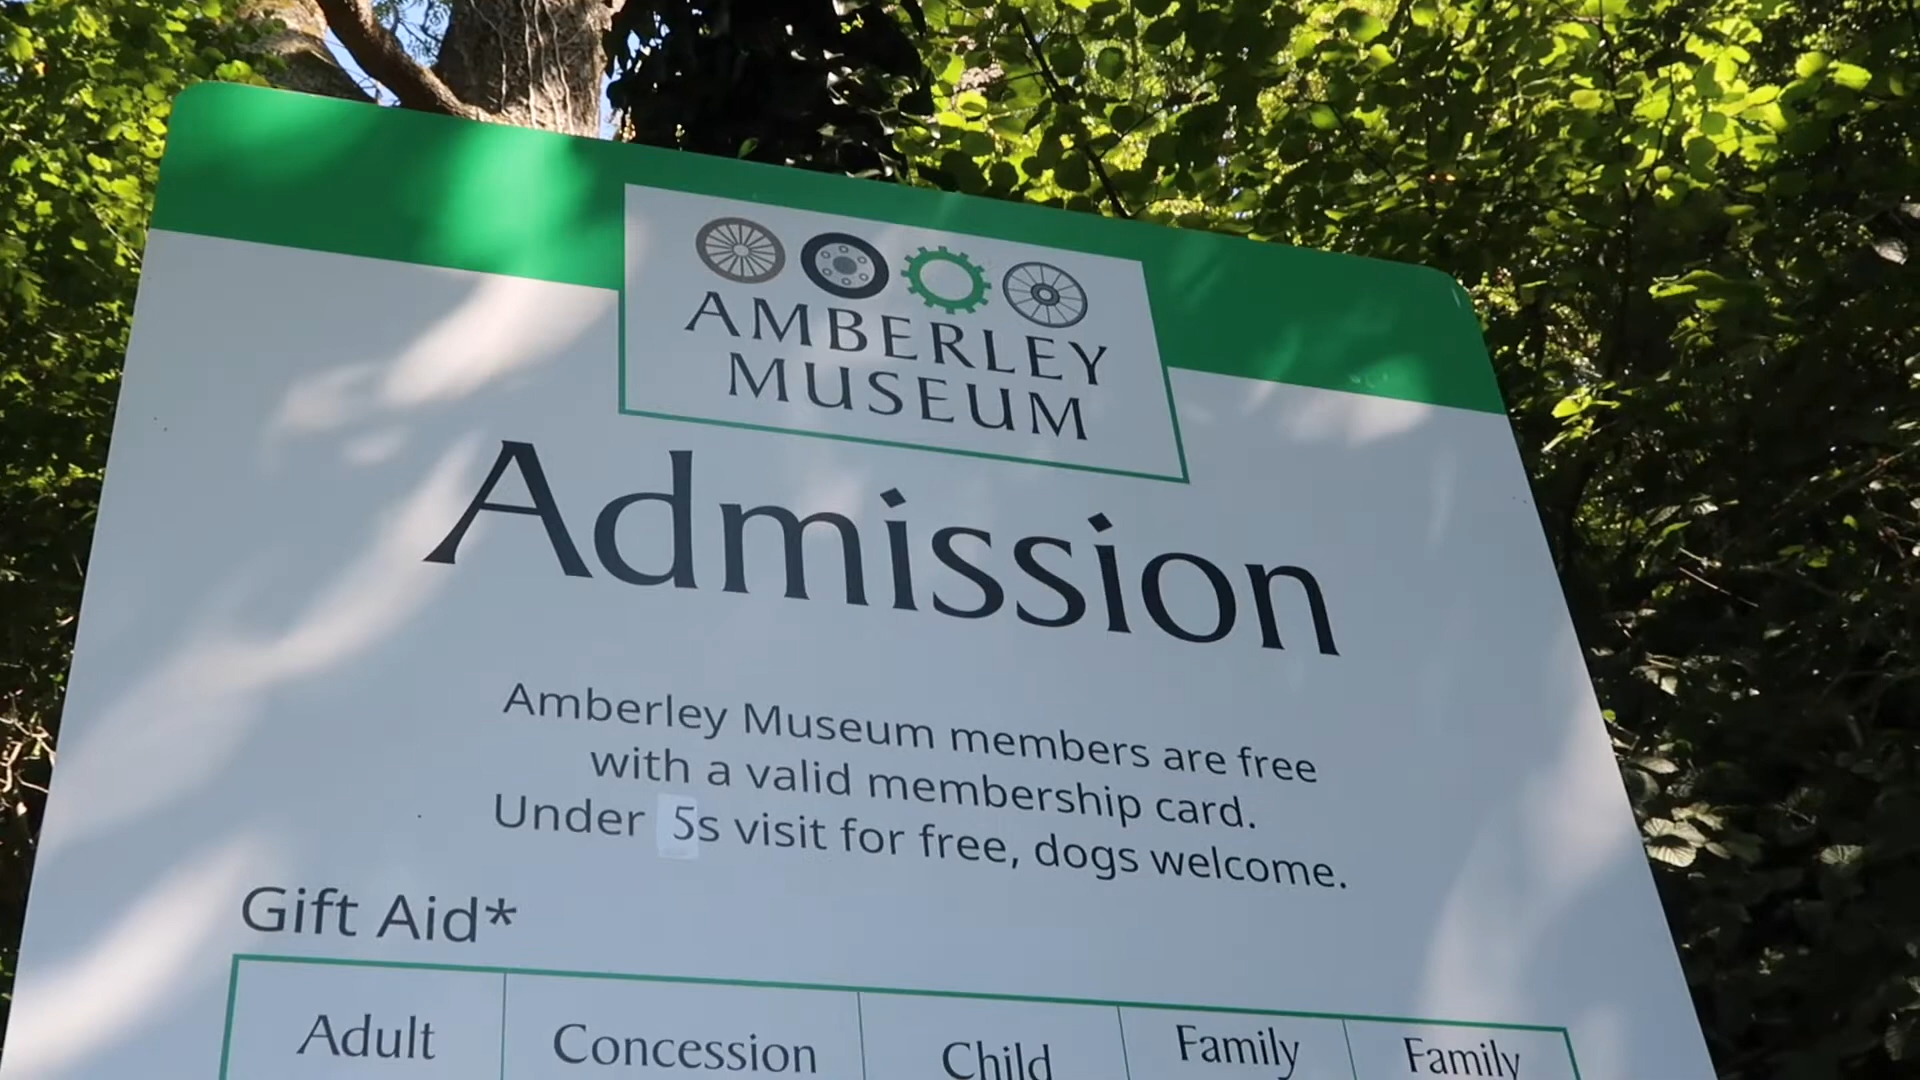 AMBERLEY
MUSEUM
Admission
Amberley Museum members are free
with a valid membership card.
Under 5s visit for free, dogs welcome.
Gift Aid*
Adult Concession Child Family Family